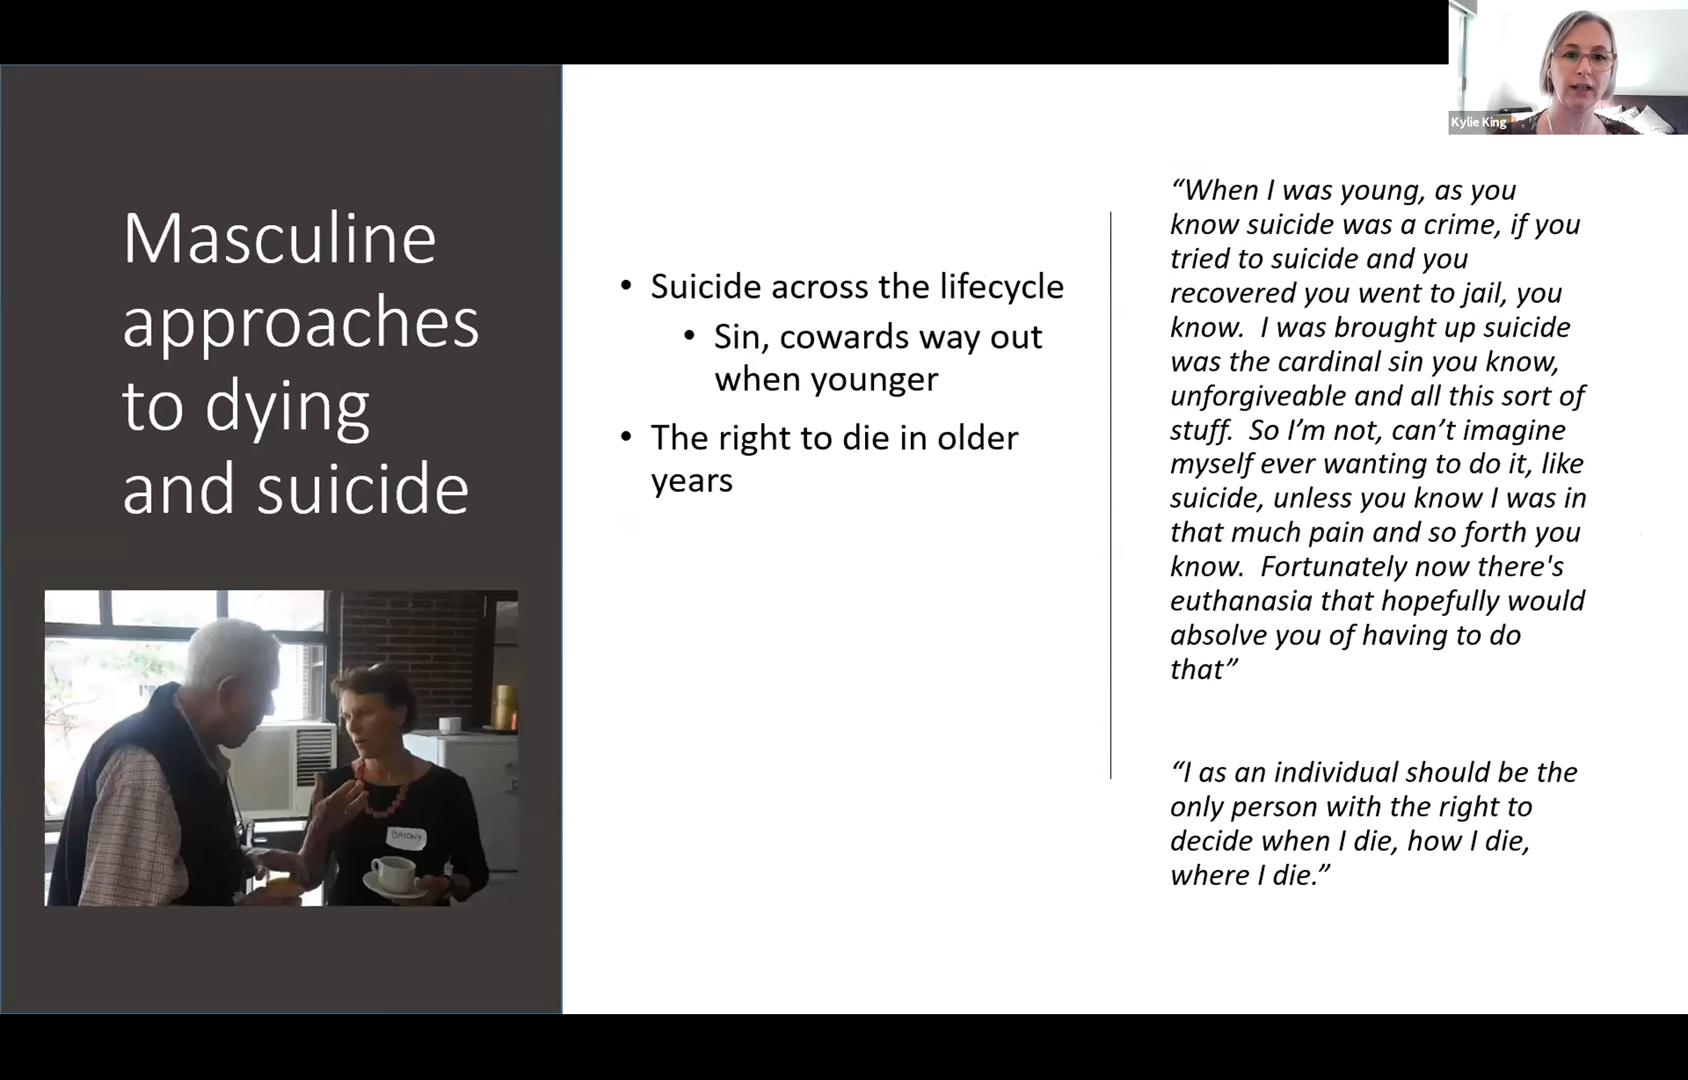 Kylie King
Masculine
approaches
to dying
and suicide
• Suicide across the lifecycle
• Sin, cowards way out
when younger
• The right to die in older
years
“When I was young, as you
know suicide was a crime, if you
tried to suicide and you
recovered you went to jail, you
know.  I was brought up suicide
was the cardinal sin you know,
unforgiveable and all this sort of
stuff.  So I’m not, can’t imagine
myself ever wanting to do it, like
suicide, unless you know I was in
that much pain and so forth you
know.  Fortunately now there's
euthanasia that hopefully would
absolve you of having to do
that”
“I as an individual should be the
only person with the right to
decide when I die, how I die,
where I die.”
BRIONY